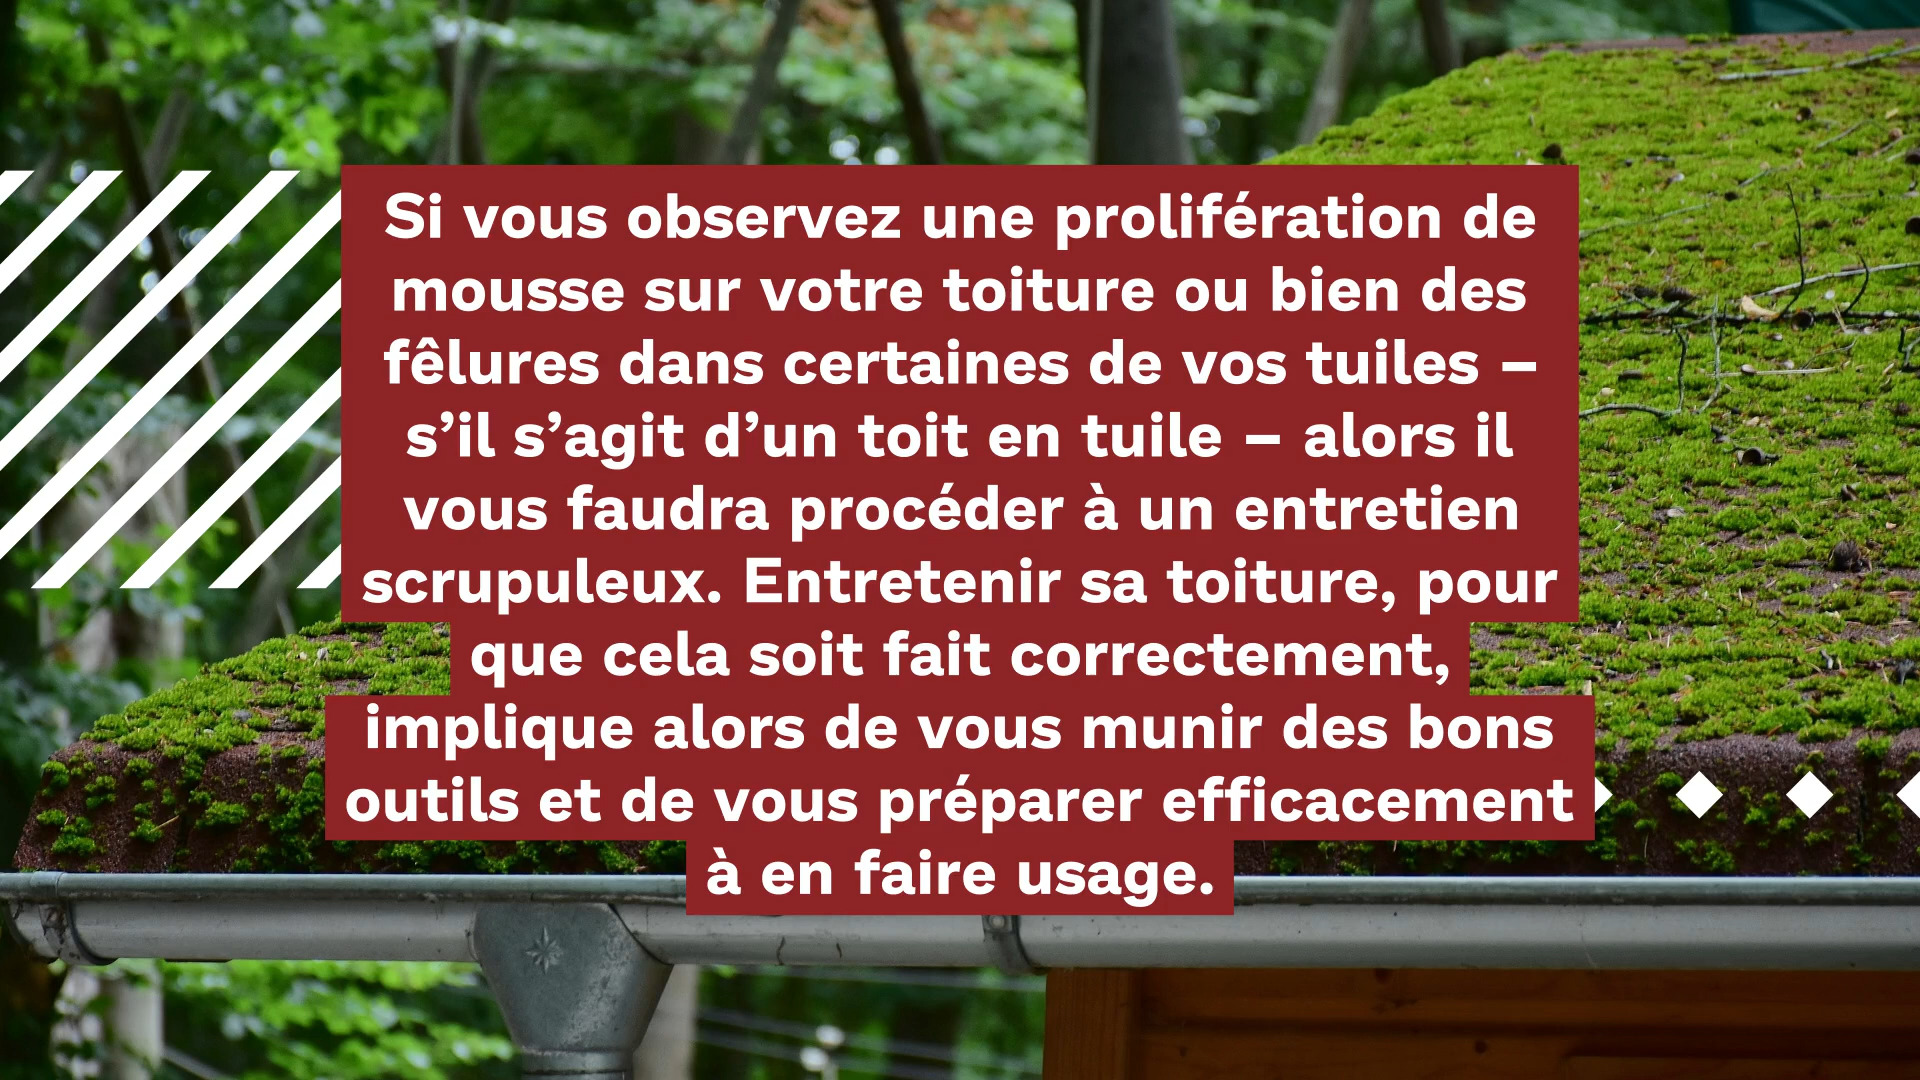 Si vous observez une prolifération de
mousse sur votre toiture ou bien des
fêlures dans certaines de vos tuiles –
s’il s’agit d’un toit en tuile – alors il
vous faudra procéder à un entretien
scrupuleux. Entretenir sa toiture, pour
que cela soit fait correctement,
implique alors de vous munir des bons
outils et de vous préparer efficacement
à en faire usage.